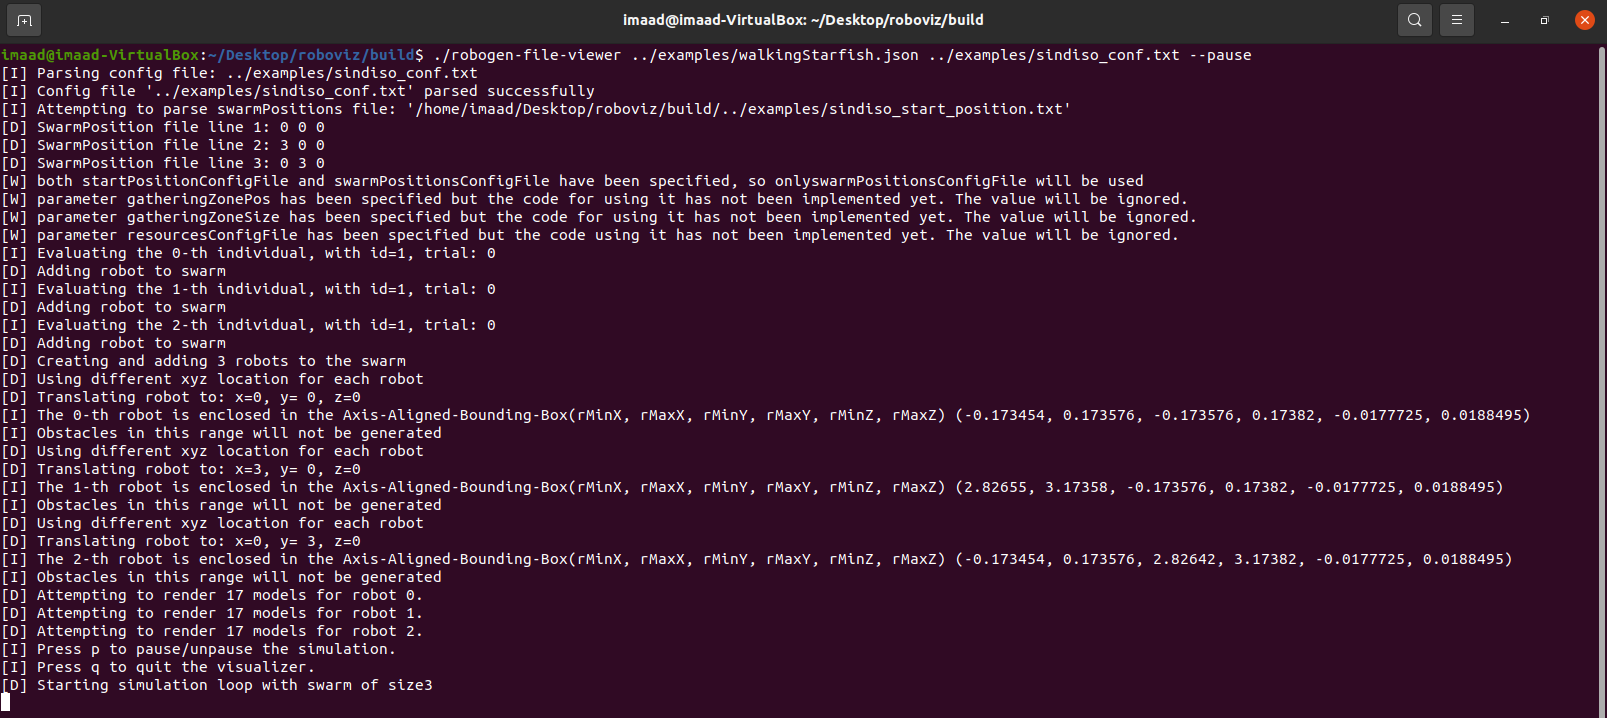 imaad@imaad-VirtualBox: ~/Desktop/roboviz/build
imaad@imaad-VirtualBox:~/Desktop/roboviz/build$ ./robogen-file-viewer ../examples/walkingStarfish.json ../examples/sindiso_conf.txt --pause
[I] Parsing config file: ../examples/sindiso_conf.txt
[I] Config file '../examples/sindiso_conf.txt' parsed successfully
[I] Attempting to parse swarmPositions file: '/home/imaad/Desktop/roboviz/build/../examples/sindiso_start_position.txt'
[D] SwarmPosition file line 1: 0 0 0
[D] SwarmPosition file line 2: 3 0 0
[D] SwarmPosition file line 3: 0 3 0
[W] both startPositionConfigFile and swarmPositionsConfigFile have been specified, so onlyswarmPositionsConfigFile will be used
[W] parameter gatheringZonePos has been specified but the code for using it has not been implemented yet. The value will be ignored.
[W] parameter gatheringZoneSize has been specified but the code for using it has not been implemented yet. The value will be ignored.
[W] parameter resourcesConfigFile has been specified but the code using it has not been implemented yet. The value will be ignored.
[I] Evaluating the 0-th individual, with id=1, trial: 0
[D] Adding robot to swarm
[I] Evaluating the 1-th individual, with id=1, trial: 0
[D] Adding robot to swarm
[I] Evaluating the 2-th individual, with id=1, trial: 0
[D] Adding robot to swarm
[D] Creating and adding 3 robots to the swarm
[D] Using different xyz location for each robot
[D] Translating robot to: x=0, y= 0, z=0
[I] The 0-th robot is enclosed in the Axis-Aligned-Bounding-Box(rMinX, rMaxX, rMinY, rMaxY, rMinZ, rMaxZ) (-0.173454, 0.173576, -0.173576, 0.17382, -0.0177725, 0.0188495)
[I] Obstacles in this range will not be generated
[D] Using different xyz location for each robot
[D] Translating robot to: x=3, y= 0, z=0
[I] The 1-th robot is enclosed in the Axis-Aligned-Bounding-Box(rMinX, rMaxX, rMinY, rMaxY, rMinZ, rMaxZ) (2.82655, 3.17358, -0.173576, 0.17382, -0.0177725, 0.0188495)
[I] Obstacles in this range will not be generated
[D] Using different xyz location for each robot
[D] Translating robot to: x=0, y= 3, z=0
[I] The 2-th robot is enclosed in the Axis-Aligned-Bounding-Box(rMinX, rMaxX, rMinY, rMaxY, rMinZ, rMaxZ) (-0.173454, 0.173576, 2.82642, 3.17382, -0.0177725, 0.0188495)
[I] Obstacles in this range will not be generated
[D] Attempting to render 17 models for robot 0.
[D] Attempting to render 17 models for robot 1.
[D] Attempting to render 17 models for robot 2.
[I] Press p to pause/unpause the simulation.
[I] Press q to quit the visualizer.
[D] Starting simulation loop with swarm of size3